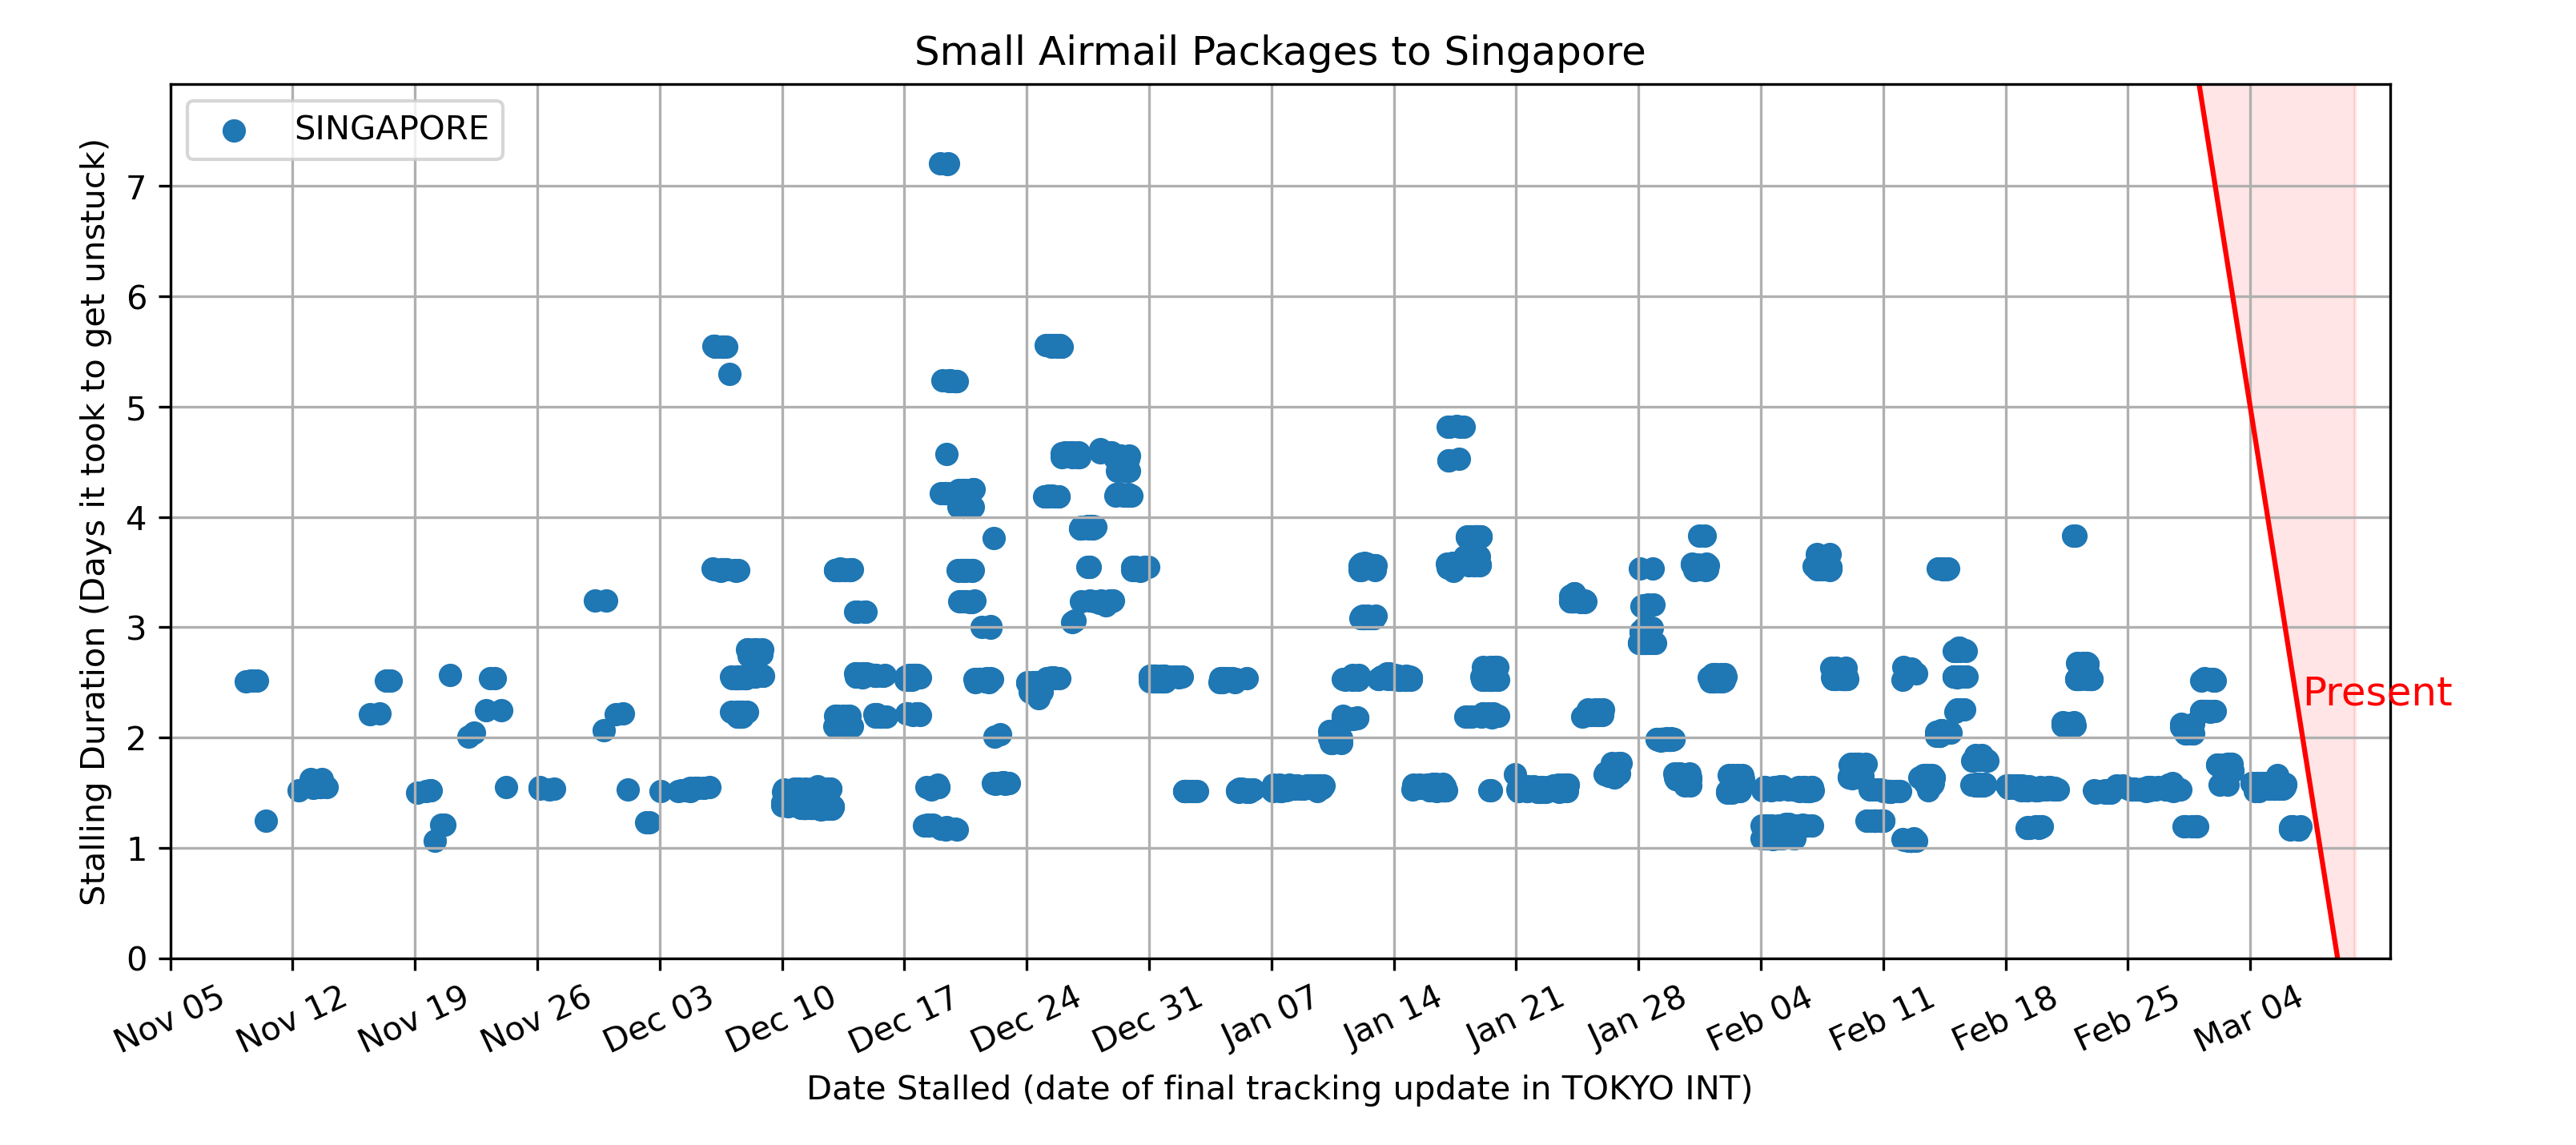 Small Airmail Packages to Singapore
SINGAPORE
Stalling Duration (Days it took to get unstuck)
7
6
5
4
3
2
1
0
Present
Nov 05
Nov 12
Nov 19
Nov 26
Dec 03
Dec 10
Dec 17
Dec 24
Dec 31
Jan 07
Jan 14
Jan 21
Jan 28
Feb 04
Feb 11
Feb 18
Feb 25
Mar 04
Date Stalled (date of final tracking update in TOKYO INT)